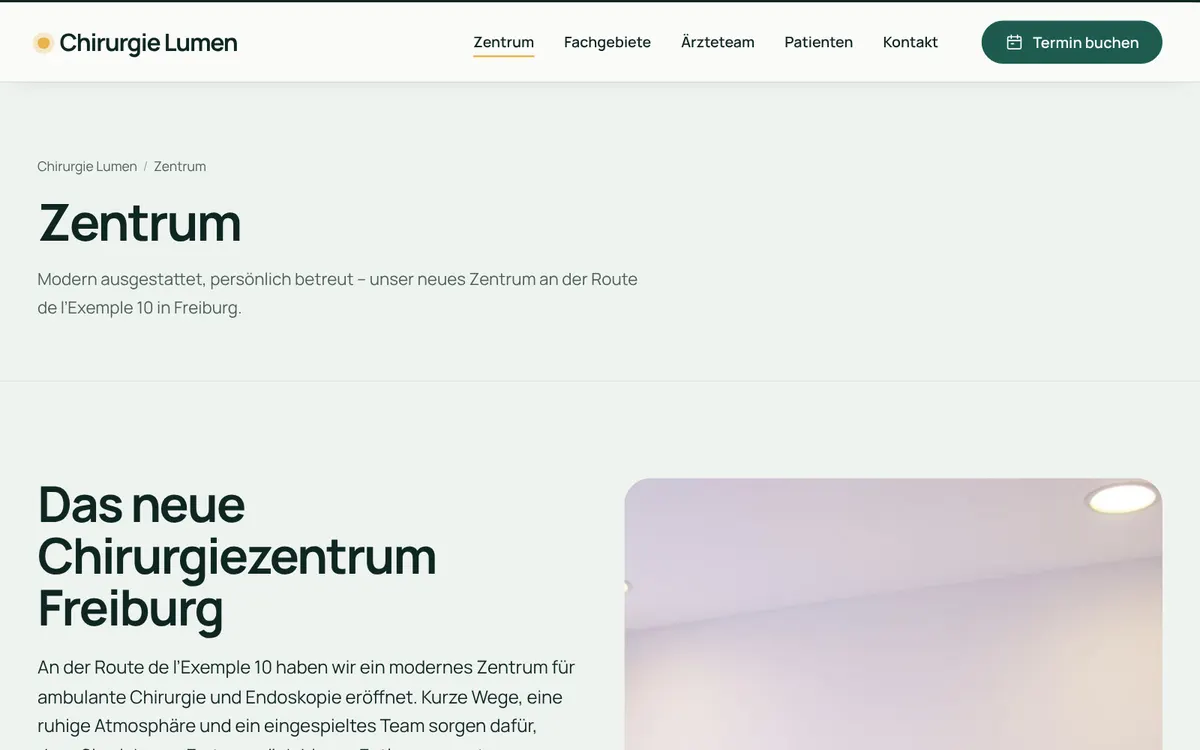 Chirurgie Lumen
Zentrum
Fachgebiete
Ärzteteam
Patienten
Kontakt
Termin buchen
Chirurgie Lumen / Zentrum
Zentrum
Modern ausgestattet, persönlich betreut – unser neues Zentrum an der Route
de l’Exemple 10 in Freiburg.
Das neue
Chirurgiezentrum
Freiburg
An der Route de l’Exemple 10 haben wir ein modernes Zentrum für
ambulante Chirurgie und Endoskopie eröffnet. Kurze Wege, eine
ruhige Atmosphäre und ein eingespieltes Team sorgen dafür,